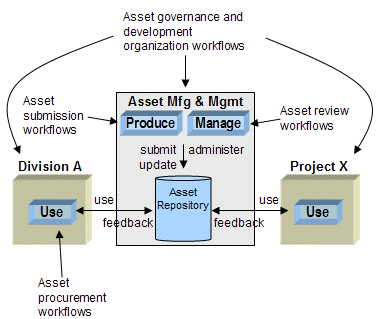 Asset governance and
development
organization workflows
Asset
submission
workflows
Asset Mfg & Mgmt
Produce
Manage
Asset review
workflows
submit
update
administer
Division A
Project X
Asset
Repository
Use
use
feedback
use
feedback
Use
Asset
procurement
workflows